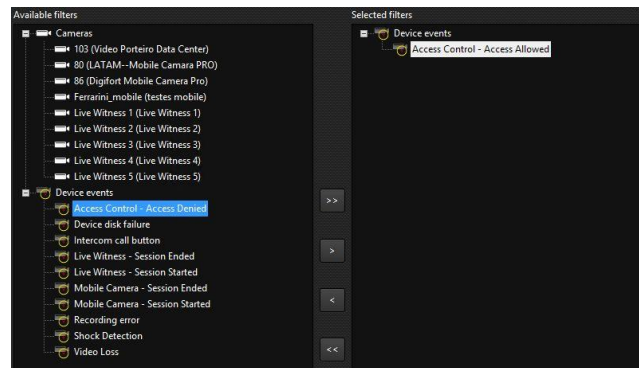 Available filters
Cameras
103 (Video Porteiro Data Center)
80 (LATAM--Mobile Camara PRO)
86 (Digifort Mobile Camera Pro)
Ferrarini_mobile (testes mobile)
Live Witness 1 (Live Witness 1)
Live Witness 2 (Live Witness 2)
Live Witness 3 (Live Witness 3)
Live Witness 4 (Live Witness 4)
Live Witness 5 (Live Witness 5)
Device events
Access Control - Access Denied
Device disk failure
Intercom call button
Live Witness - Session Ended
Live Witness - Session Started
Mobile Camera - Session Ended
Mobile Camera - Session Started
Recording error
Shock Detection
Video Loss
>>
>
<
<<
Selected filters
Device events
Access Control - Access Allowed